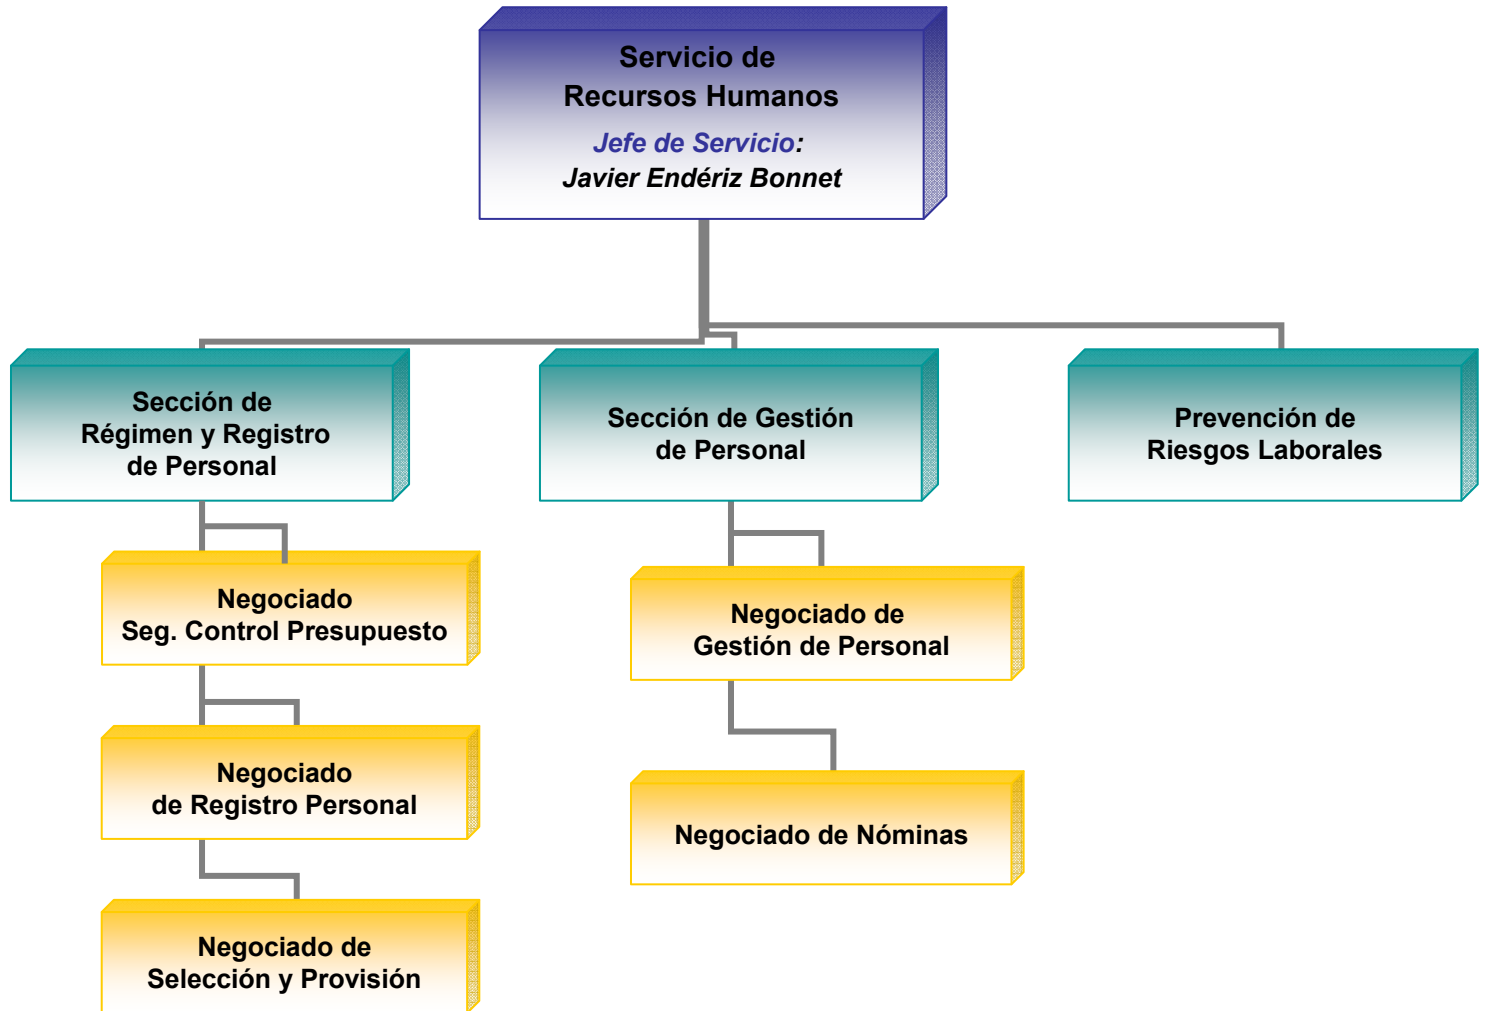 Servicio de
Recursos Humanos
Jefe de Servicio:
Javier Endériz Bonnet
Sección de
Régimen y Registro
de Personal
Sección de Gestión
de Personal
Prevención de
Riesgos Laborales
Negociado
Seg. Control Presupuesto
Negociado de
Gestión de Personal
Negociado
de Registro Personal
Negociado de Nóminas
Negociado de
Selección y Provisión